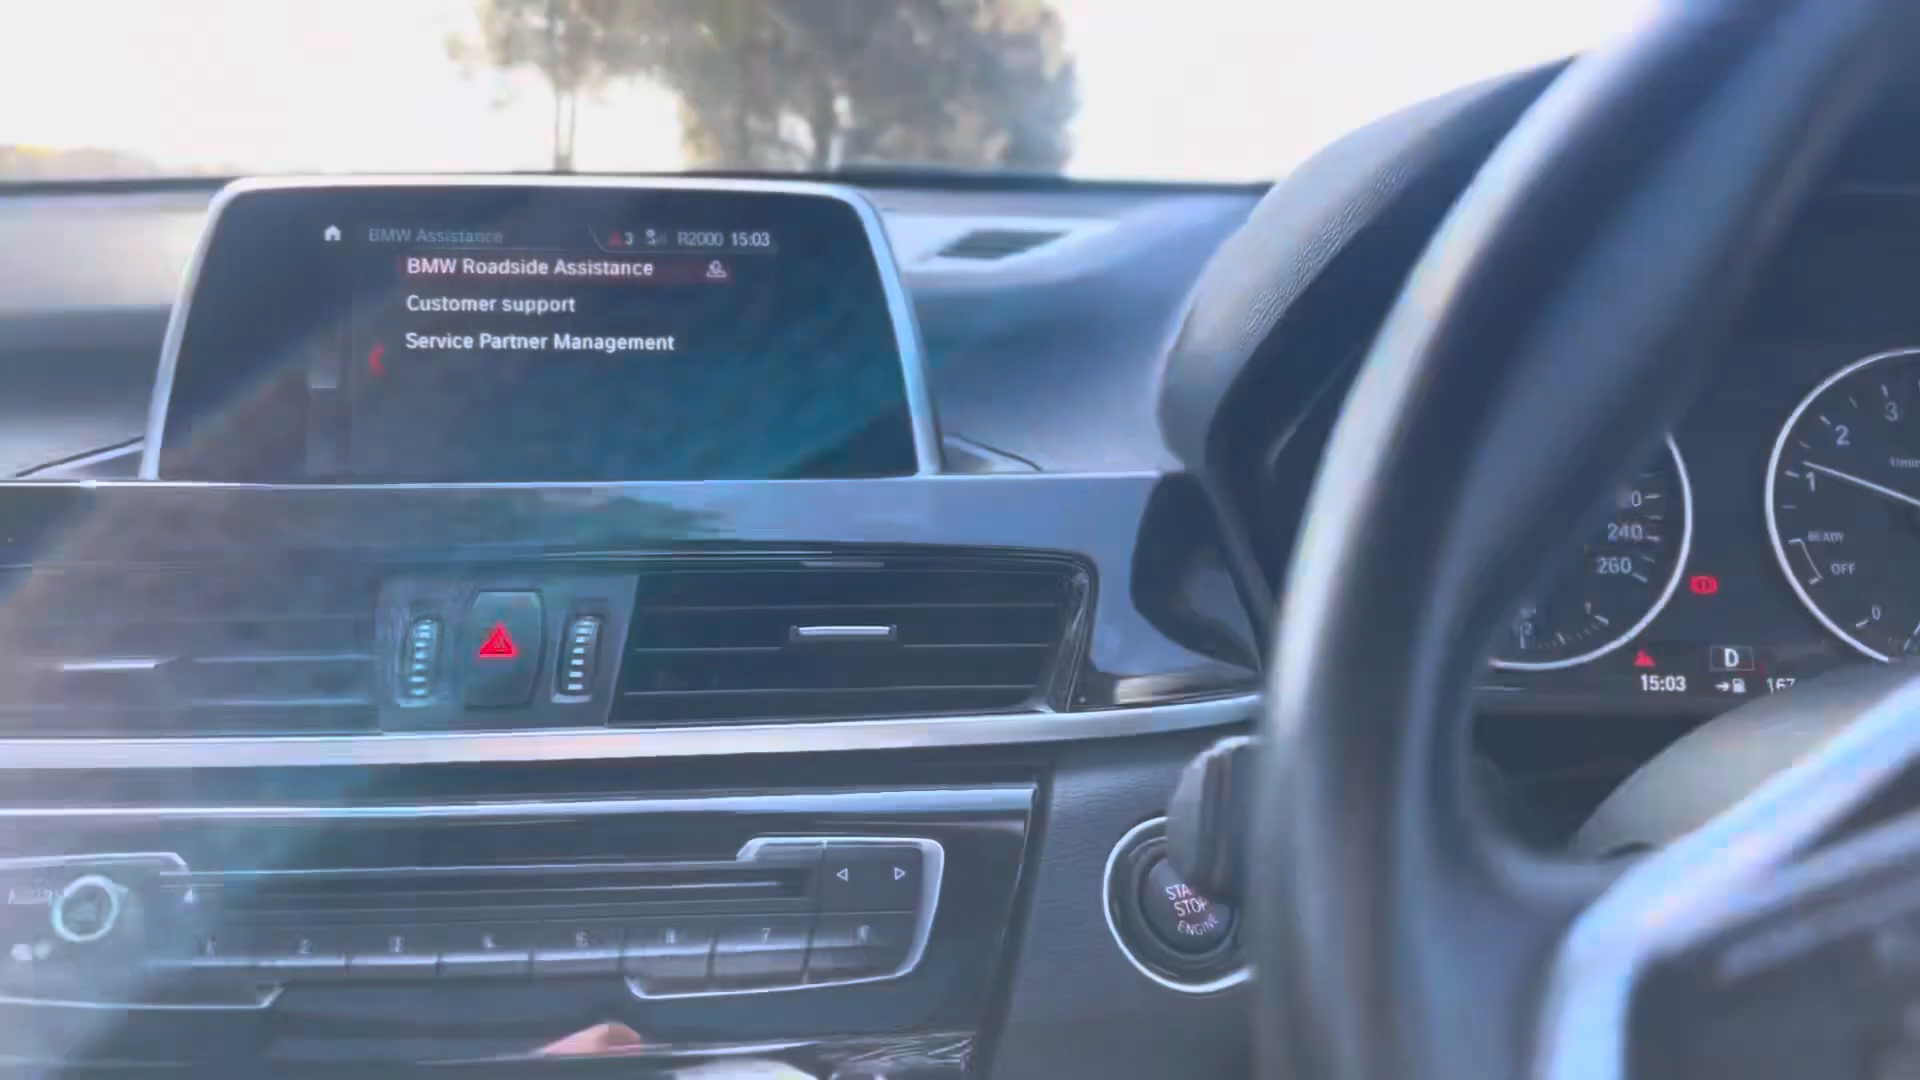 BMW Assistance
3 R2000 15:03
BMW Roadside Assistance
Customer support
Service Partner Management
3
2
1
240
260
READY
OFF
0
D
15:03
167
START
STOP
ENGINE
1 2 3 4 5 6 7 8